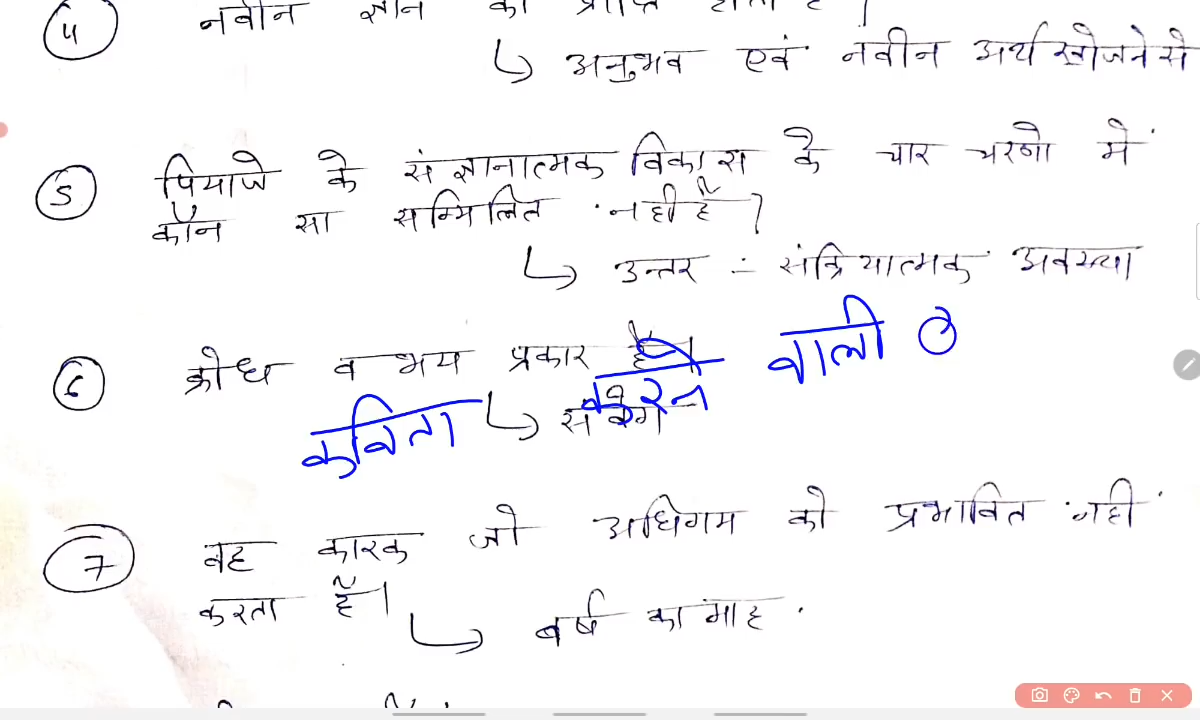 4 नवीन ज्ञान की प्राप्ति होती है ?
↳ अनुभव एवं नवीन अर्थ खोजने से
5 पियाजे के संज्ञानात्मक विकास के चार चरणो में
कौन सा सम्मिलित नही है ?
↳ उत्तर :- संक्रियात्मक अवस्था
6 क्रोध व भय प्रकार है।
↳ संवेग
कविता करने वाली
7 वह कारक जो अधिगम को प्रभावित नहीं
करता है।
↳ वर्ष का माह